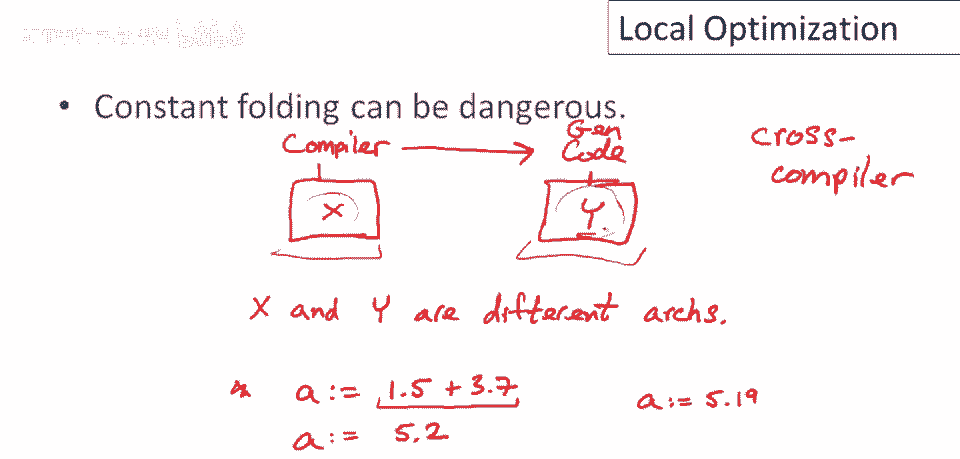 Local Optimization
• Constant folding can be dangerous.
Compiler
Gen
Code
cross-
compiler
X
Y
X and Y are different archs.
a := 1.5 + 3.7
a := 5.19
a := 5.2